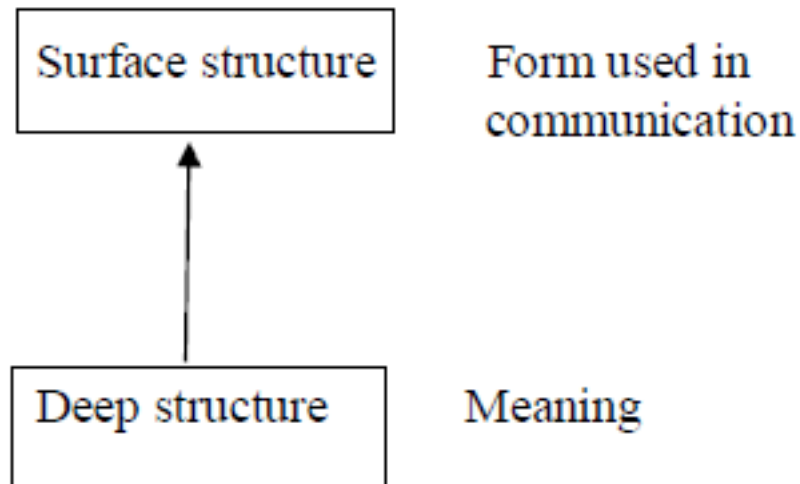 Surface structure
Form used in
communication
Deep structure
Meaning